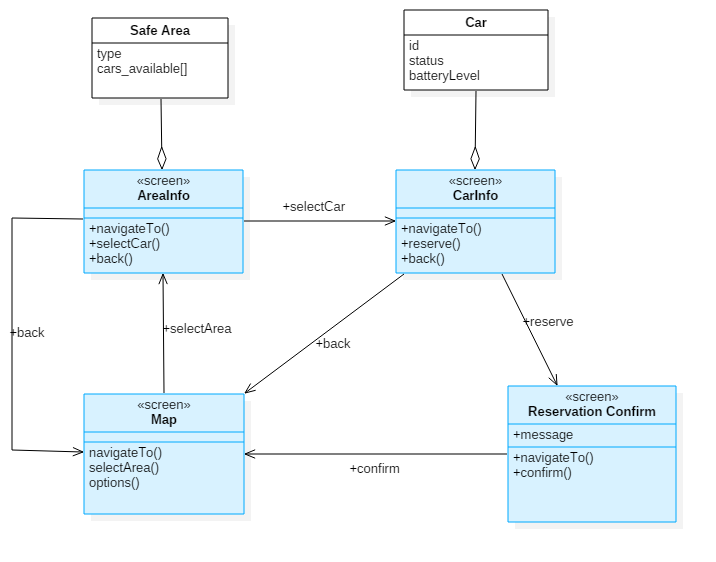 Safe Area
type
cars_available[]
Car
id
status
batteryLevel
«screen»
AreaInfo
+navigateTo()
+selectCar()
+back()
+selectCar
«screen»
CarInfo
+navigateTo()
+reserve()
+back()
+back
+selectArea
+back
+reserve
«screen»
Map
navigateTo()
selectArea()
options()
+confirm
«screen»
Reservation Confirm
+message
+navigateTo()
+confirm()